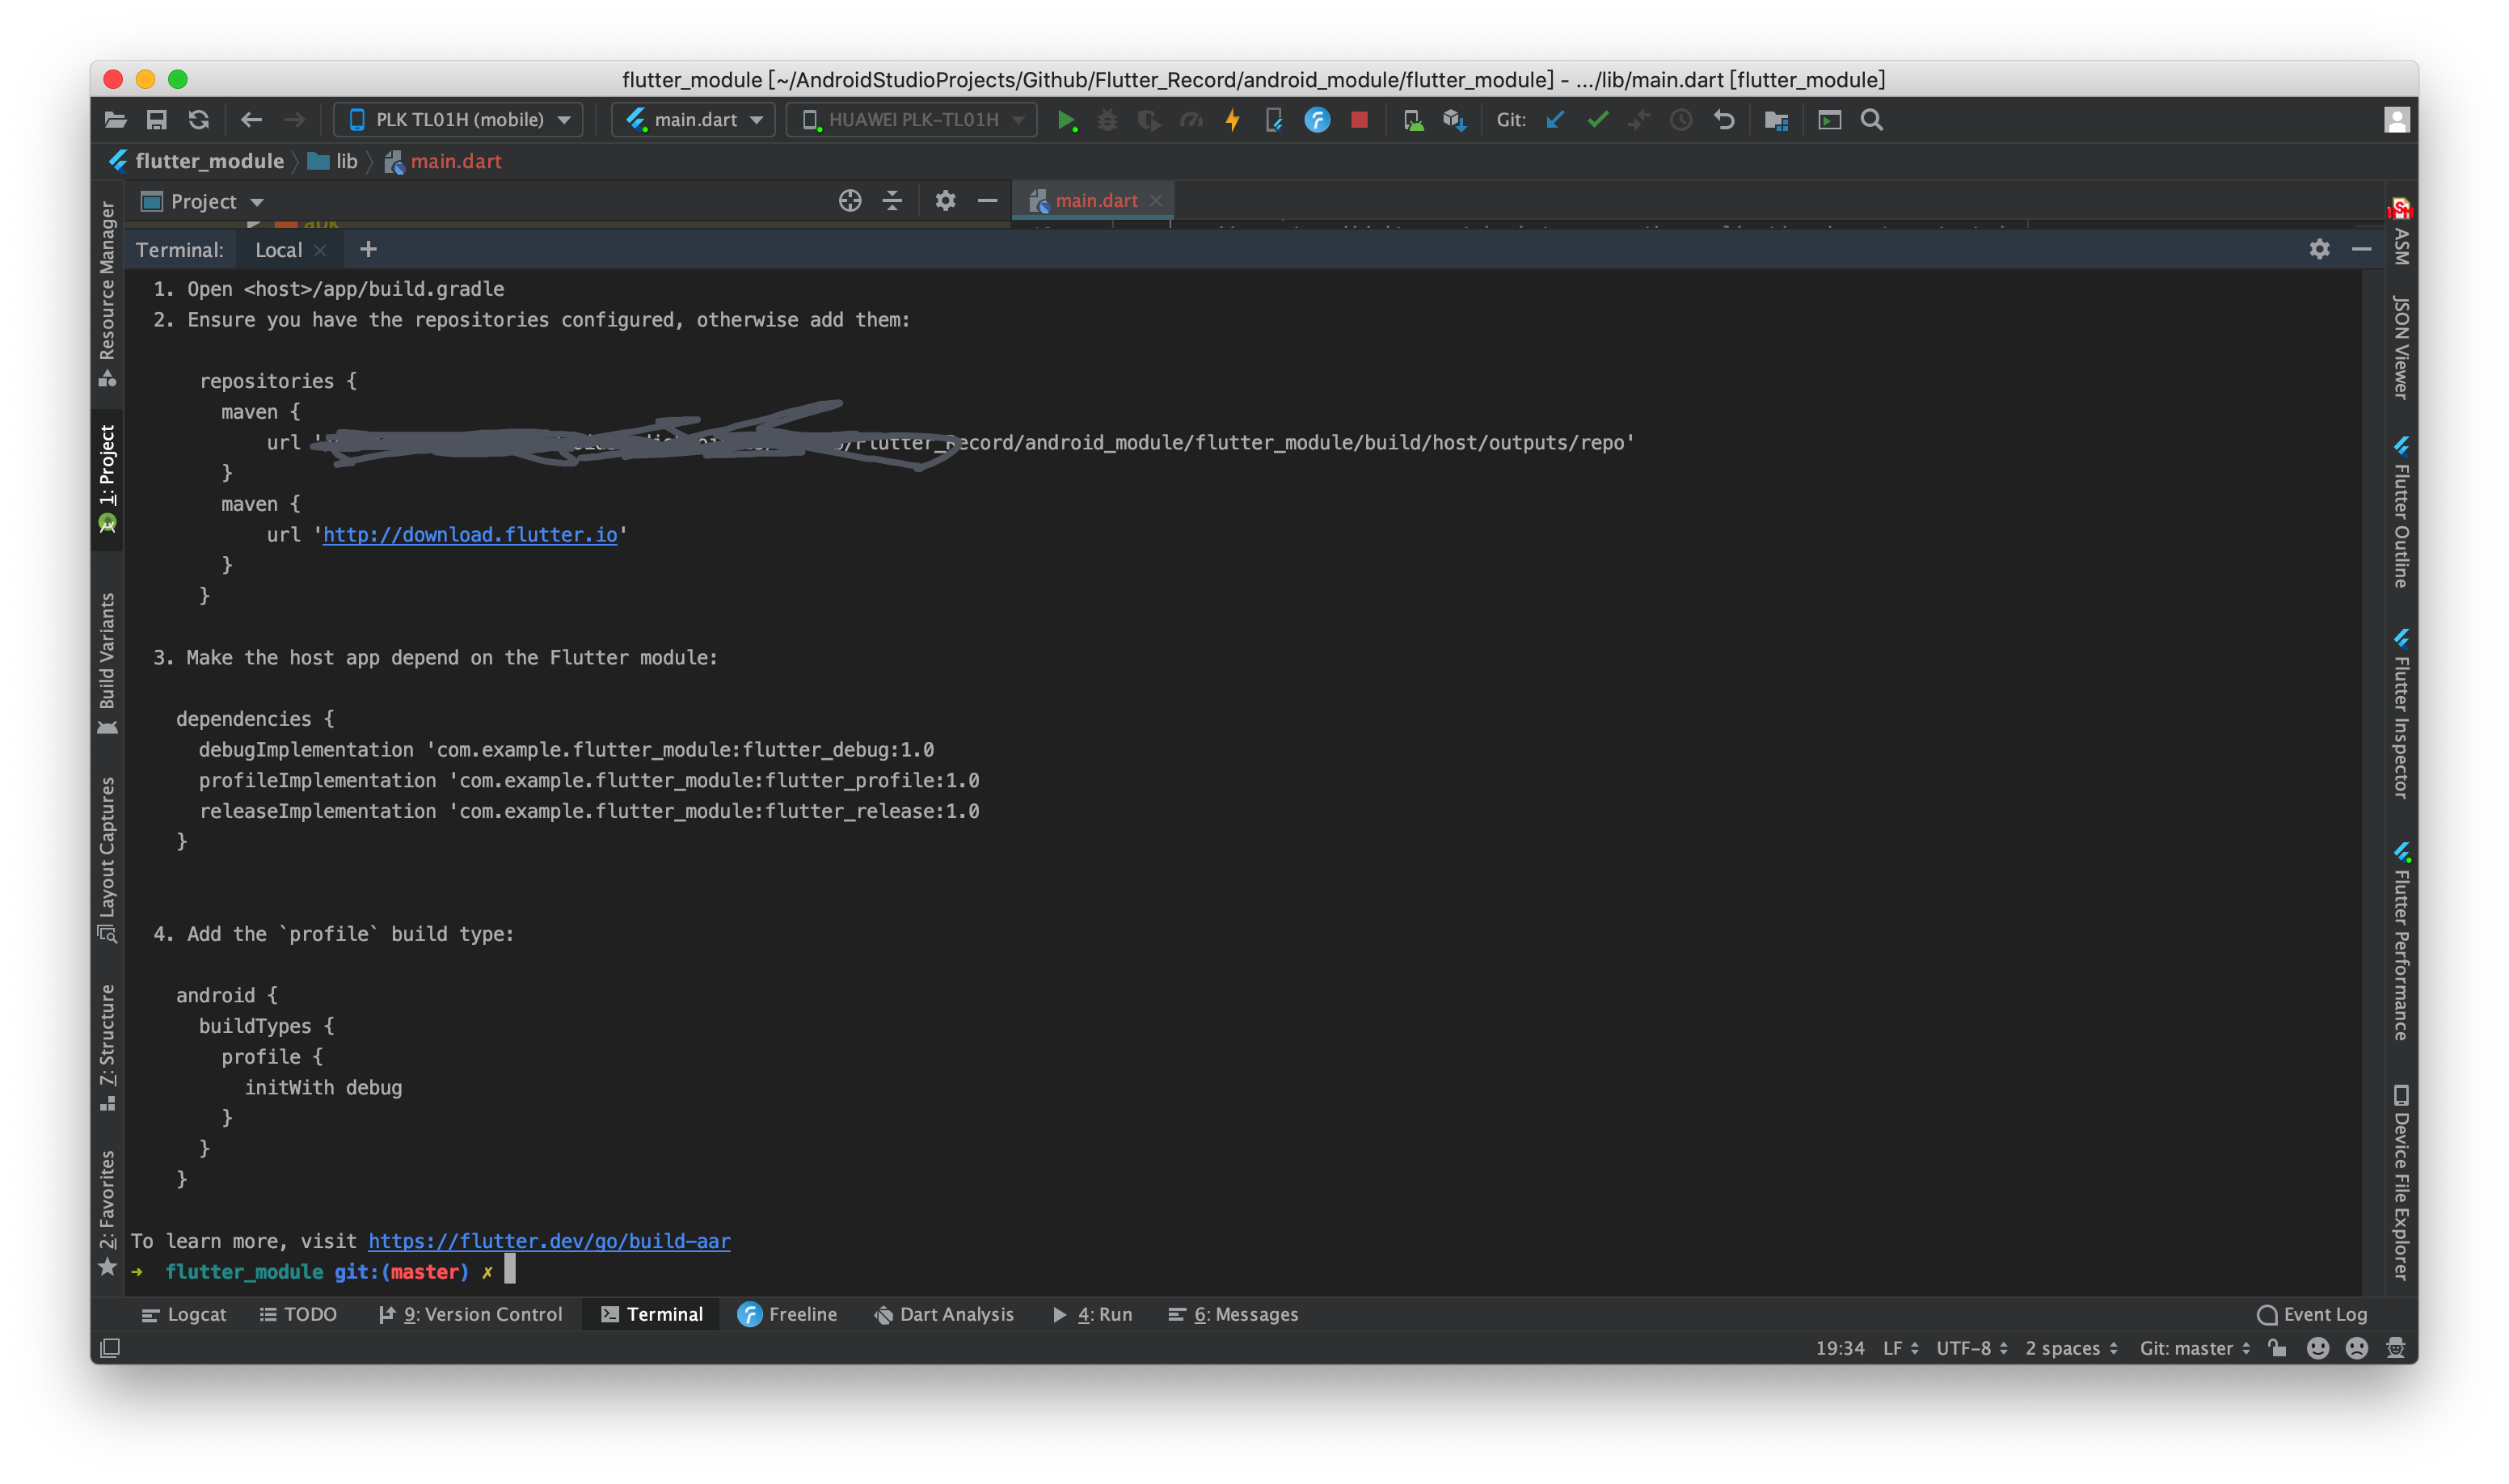 flutter_module [~/AndroidStudioProjects/Github/Flutter_Record/android_module/flutter_module] - .../lib/main.dart [flutter_module]
PLK TL01H (mobile) main.dart HUAWEI PLK-TL01H Git:
flutter_module lib main.dart
Project main.dart
Terminal: Local +
1. Open <host>/app/build.gradle
2. Ensure you have the repositories configured, otherwise add them:
repositories {
maven {
url '/Flutter_Record/android_module/flutter_module/build/host/outputs/repo'
}
maven {
url 'http://download.flutter.io'
}
}
3. Make the host app depend on the Flutter module:
dependencies {
debugImplementation 'com.example.flutter_module:flutter_debug:1.0
profileImplementation 'com.example.flutter_module:flutter_profile:1.0
releaseImplementation 'com.example.flutter_module:flutter_release:1.0
}
4. Add the `profile` build type:
android {
buildTypes {
profile {
initWith debug
}
}
}
To learn more, visit https://flutter.dev/go/build-aar
➜ flutter_module git:(master) ✗
Resource Manager
1: Project
Build Variants
Layout Captures
Z: Structure
2: Favorites
ASM
JSON Viewer
Flutter Outline
Flutter Inspector
Flutter Performance
Device File Explorer
Logcat TODO 9: Version Control Terminal Freeline Dart Analysis 4: Run 6: Messages Event Log
19:34 LF UTF-8 2 spaces Git: master